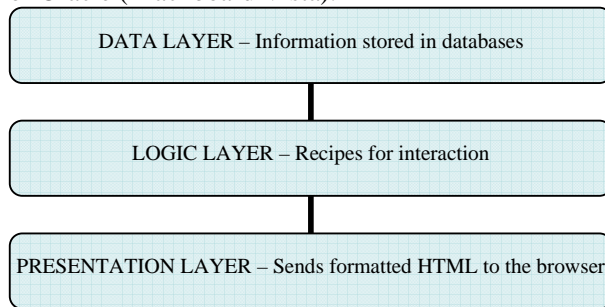 DATA LAYER – Information stored in databases
LOGIC LAYER – Recipes for interaction
PRESENTATION LAYER – Sends formatted HTML to the browser